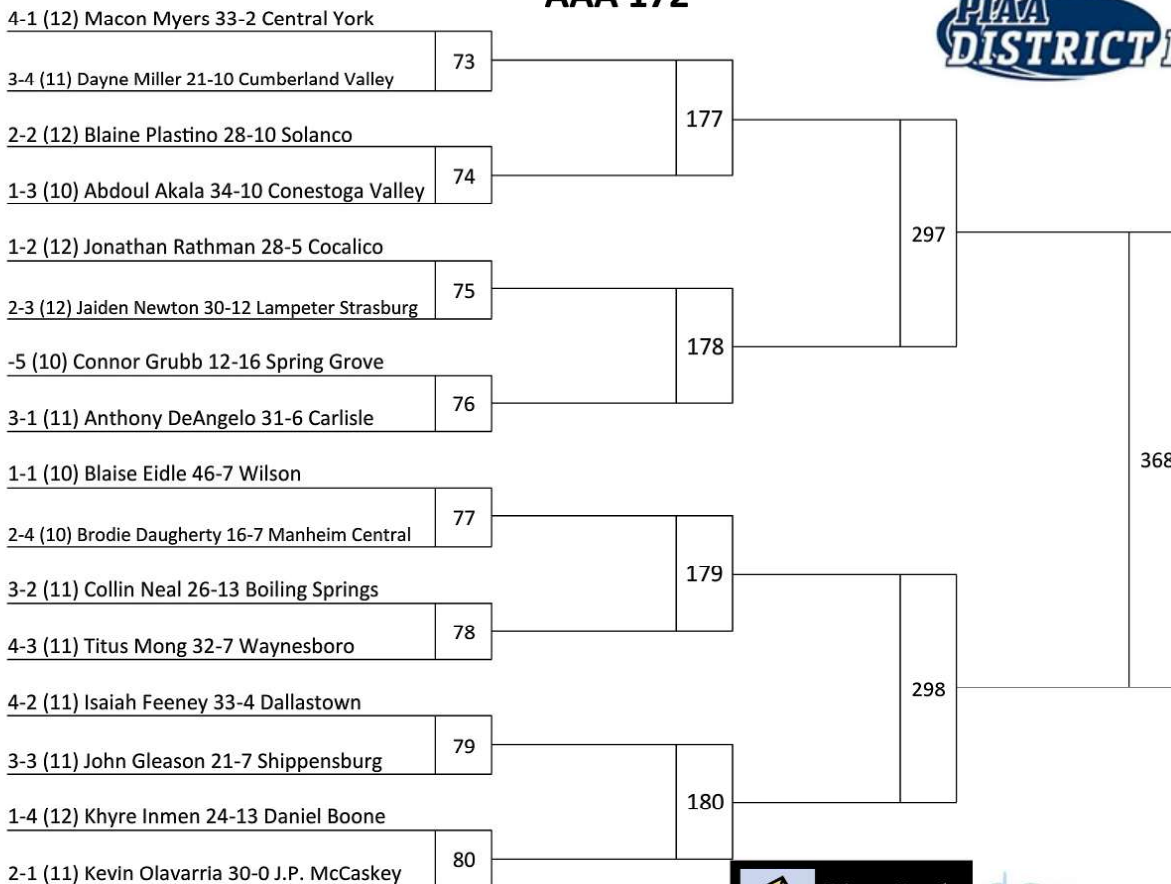 AAA 172
PIAA
DISTRICT
4-1 (12) Macon Myers 33-2 Central York
73
3-4 (11) Dayne Miller 21-10 Cumberland Valley
177
2-2 (12) Blaine Plastino 28-10 Solanco
74
1-3 (10) Abdoul Akala 34-10 Conestoga Valley
297
1-2 (12) Jonathan Rathman 28-5 Cocalico
75
2-3 (12) Jaiden Newton 30-12 Lampeter Strasburg
178
-5 (10) Connor Grubb 12-16 Spring Grove
76
3-1 (11) Anthony DeAngelo 31-6 Carlisle
368
1-1 (10) Blaise Eidle 46-7 Wilson
77
2-4 (10) Brodie Daugherty 16-7 Manheim Central
179
3-2 (11) Collin Neal 26-13 Boiling Springs
78
4-3 (11) Titus Mong 32-7 Waynesboro
298
4-2 (11) Isaiah Feeney 33-4 Dallastown
79
3-3 (11) John Gleason 21-7 Shippensburg
180
1-4 (12) Khyre Inmen 24-13 Daniel Boone
80
2-1 (11) Kevin Olavarria 30-0 J.P. McCaskey